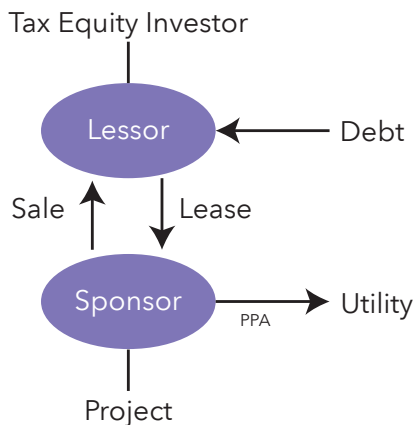 Tax Equity Investor
Lessor
Debt
Sale
Lease
Sponsor
PPA
Utility
Project